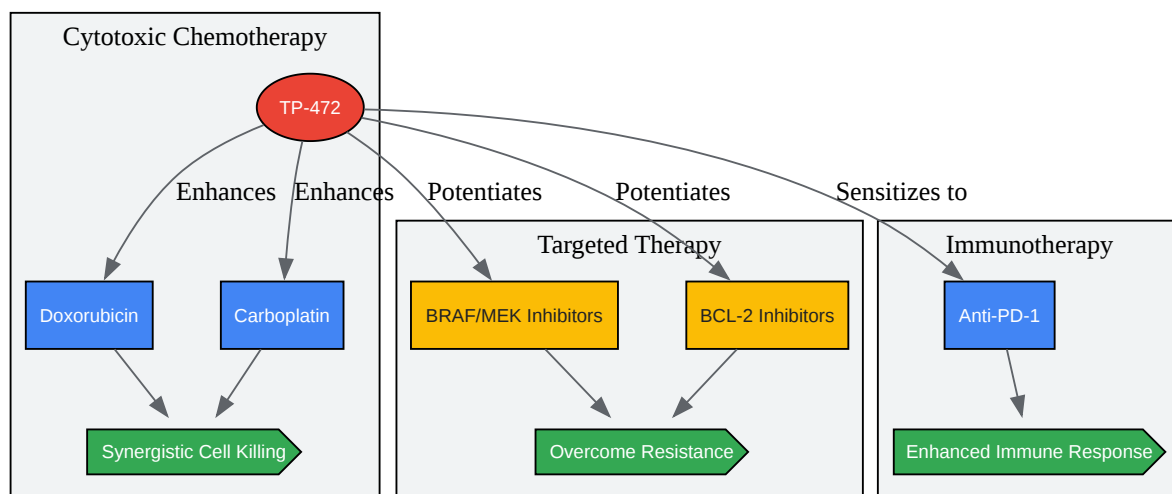 Cytotoxic Chemotherapy
TP-472
Enhances
Enhances
Potentiates
Potentiates
Sensitizes to
Targeted Therapy
Immunotherapy
Doxorubicin
Carboplatin
BRAF/MEK Inhibitors
BCL-2 Inhibitors
Anti-PD-1
Synergistic Cell Killing
Overcome Resistance
Enhanced Immune Response